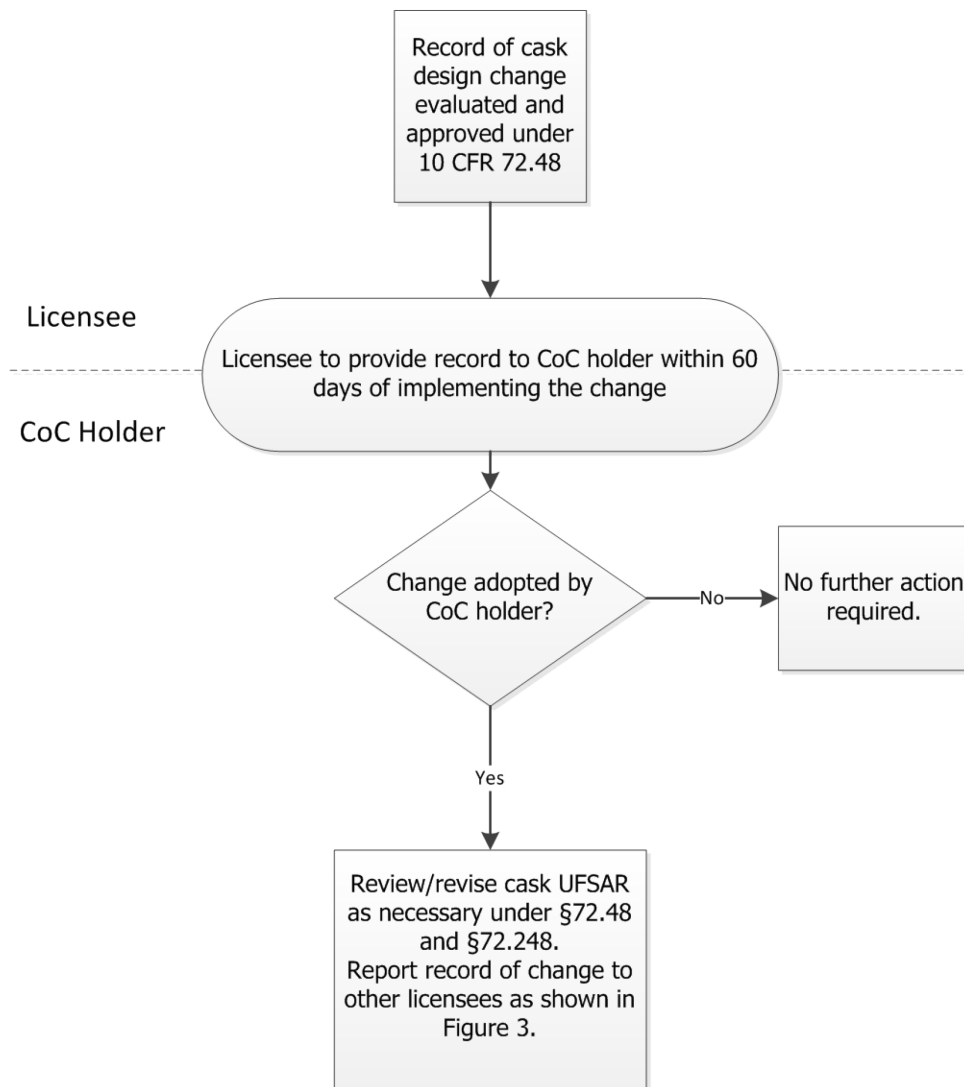 Record of cask
design change
evaluated and
approved under
10 CFR 72.48
Licensee
Licensee to provide record to CoC holder within 60
days of implementing the change
CoC Holder
Change adopted by
CoC holder?
No
No further action
required.
Yes
Review/revise cask UFSAR
as necessary under §72.48
and §72.248.
Report record of change to
other licensees as shown in
Figure 3.